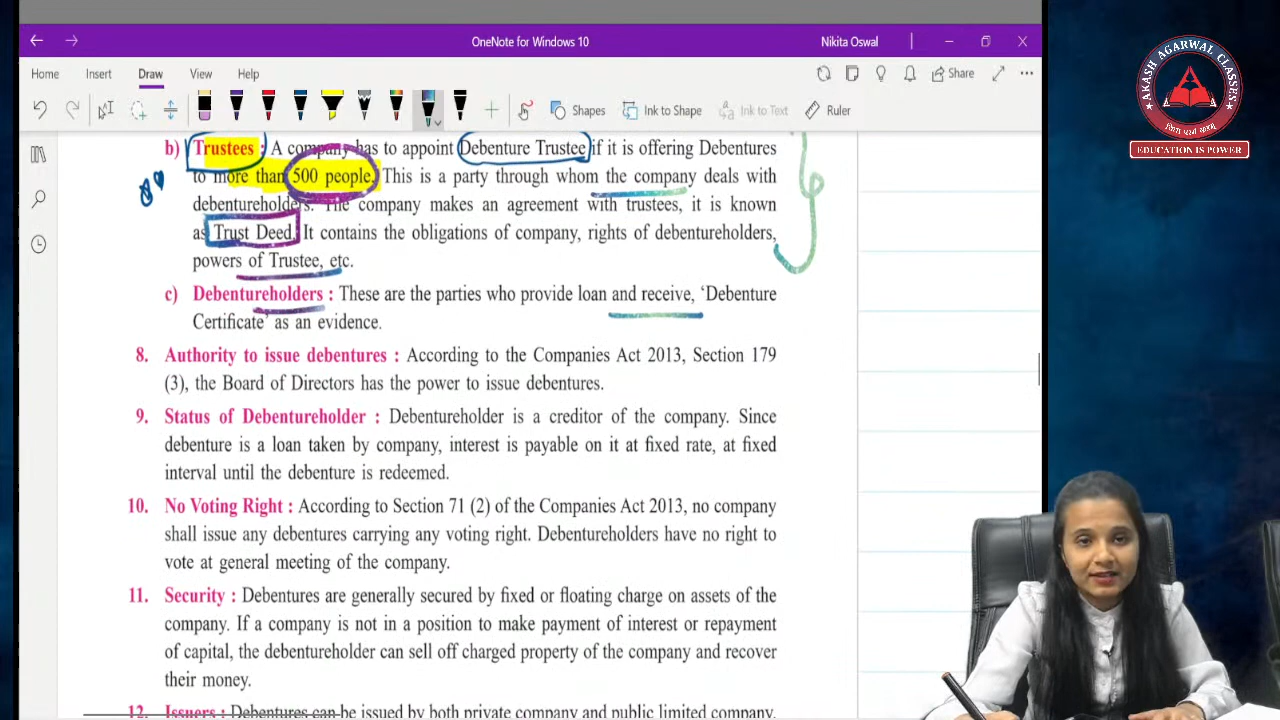 OneNote for Windows 10
Nikita Oswal
Home Insert Draw View Help
Share
Shapes Ink to Shape Ink to Text Ruler
b) Trustees : A company has to appoint Debenture Trustee if it is offering Debentures
to more than 500 people. This is a party through whom the company deals with
debentureholders. The company makes an agreement with trustees, it is known
as Trust Deed. It contains the obligations of company, rights of debentureholders,
powers of Trustee, etc.
c) Debentureholders : These are the parties who provide loan and receive, ‘Debenture
Certificate’ as an evidence.
8. Authority to issue debentures : According to the Companies Act 2013, Section 179
(3), the Board of Directors has the power to issue debentures.
9. Status of Debentureholder : Debentureholder is a creditor of the company. Since
debenture is a loan taken by company, interest is payable on it at fixed rate, at fixed
interval until the debenture is redeemed.
10. No Voting Right : According to Section 71 (2) of the Companies Act 2013, no company
shall issue any debentures carrying any voting right. Debentureholders have no right to
vote at general meeting of the company.
11. Security : Debentures are generally secured by fixed or floating charge on assets of the
company. If a company is not in a position to make payment of interest or repayment
of capital, the debentureholder can sell off charged property of the company and recover
their money.
12. Issuers : Debentures can be issued by both private company and public limited company.
AKASH AGARWAL CLASSES
EDUCATION IS POWER